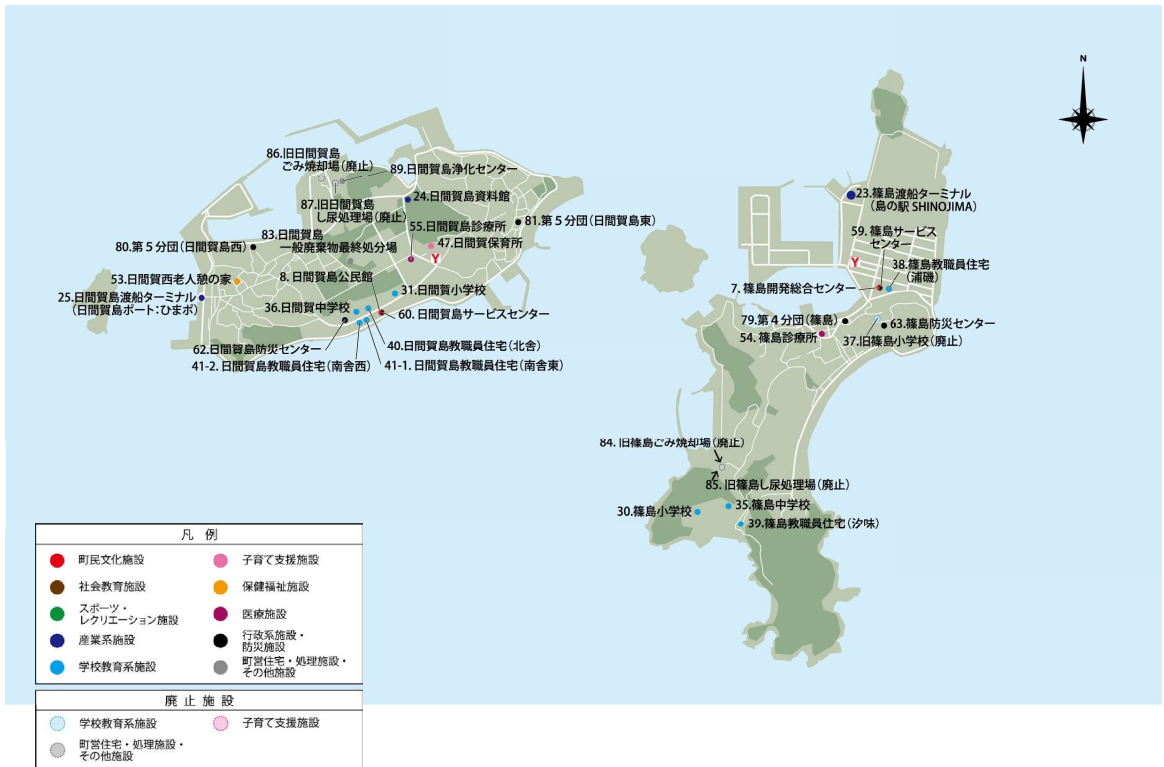 N
86.旧日間賀島
ごみ焼却場(廃止)
89.日間賀島浄化センター
24.日間賀島資料館
87.旧日間賀島
し尿処理場(廃止)
55.日間賀島診療所
81.第5分団(日間賀島東)
83.日間賀島
一般廃棄物最終処分場
80.第5分団(日間賀島西)
47.日間賀保育所
Y
53.日間賀西老人憩の家
8.日間賀島公民館
31.日間賀小学校
25.日間賀島渡船ターミナル
(日間賀島ポート:ひまポ)
36.日間賀中学校
60.日間賀島サービスセンター
62.日間賀島防災センター
40.日間賀島教職員住宅(北舎)
41-2.日間賀島教職員住宅(南舎西)
41-1.日間賀島教職員住宅(南舎東)
23.篠島渡船ターミナル
(島の駅 SHINOJIMA)
59.篠島サービス
センター
Y
38.篠島教職員住宅
(浦磯)
7.篠島開発総合センター
79.第4分団(篠島)
63.篠島防災センター
54.篠島診療所
37.旧篠島小学校(廃止)
84.旧篠島ごみ焼却場(廃止)
85.旧篠島し尿処理場(廃止)
35.篠島中学校
30.篠島小学校
39.篠島教職員住宅(汐味)
凡 例
町民文化施設
子育て支援施設
社会教育施設
保健福祉施設
スポーツ・
レクリエーション施設
医療施設
産業系施設
行政系施設・
防災施設
学校教育系施設
町営住宅・処理施設・
その他施設
廃止施設
学校教育系施設
子育て支援施設
町営住宅・処理施設・
その他施設